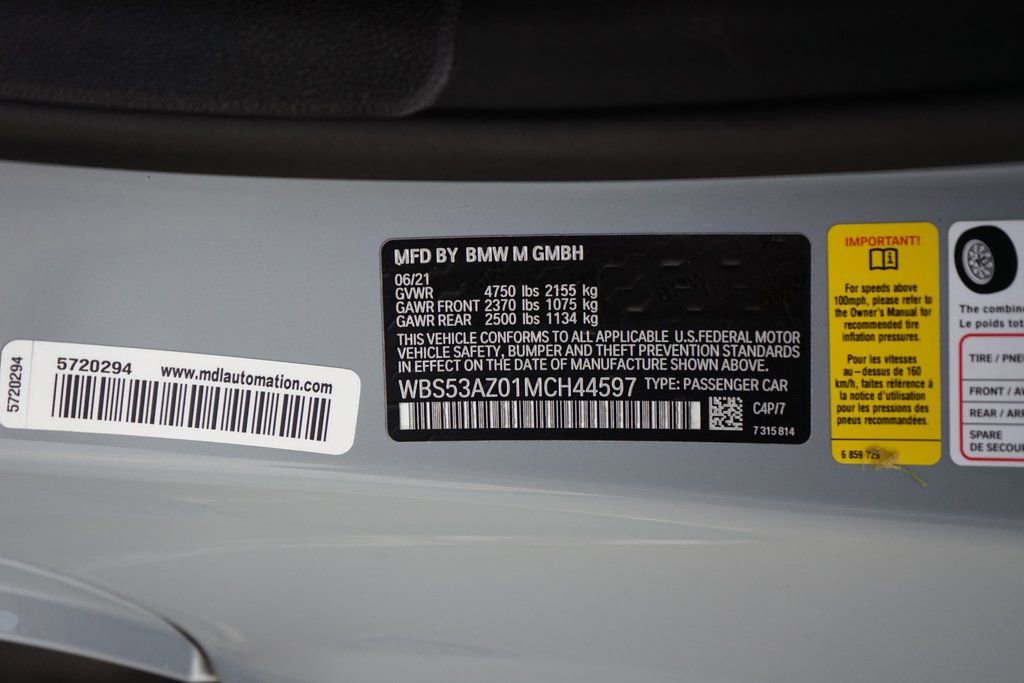 5720294
5720294 www.mdlautomation.com
MFD BY BMW M GMBH
06/21
GVWR 4750 lbs 2155 kg
GAWR FRONT 2370 lbs 1075 kg
GAWR REAR 2500 lbs 1134 kg
THIS VEHICLE CONFORMS TO ALL APPLICABLE U.S.FEDERAL MOTOR
VEHICLE SAFETY, BUMPER AND THEFT PREVENTION STANDARDS
IN EFFECT ON THE DATE OF MANUFACTURE SHOWN ABOVE.
WBS53AZ01MCH44597 TYPE: PASSENGER CAR
C4P/7
7 315 814
IMPORTANT!
For speeds above
100mph, please refer to
the Owner's Manual for
recommended tire
inflation pressures.
Pour les vitesses
au-dessus de 160
km/h, faites référence à
la notice d'utilisation
pour les pressions des
pneus recommandées.
6 859 729
The combin
Le poids tot
TIRE / PNE
FRONT / AV
REAR / ARR
SPARE
DE SECOUR